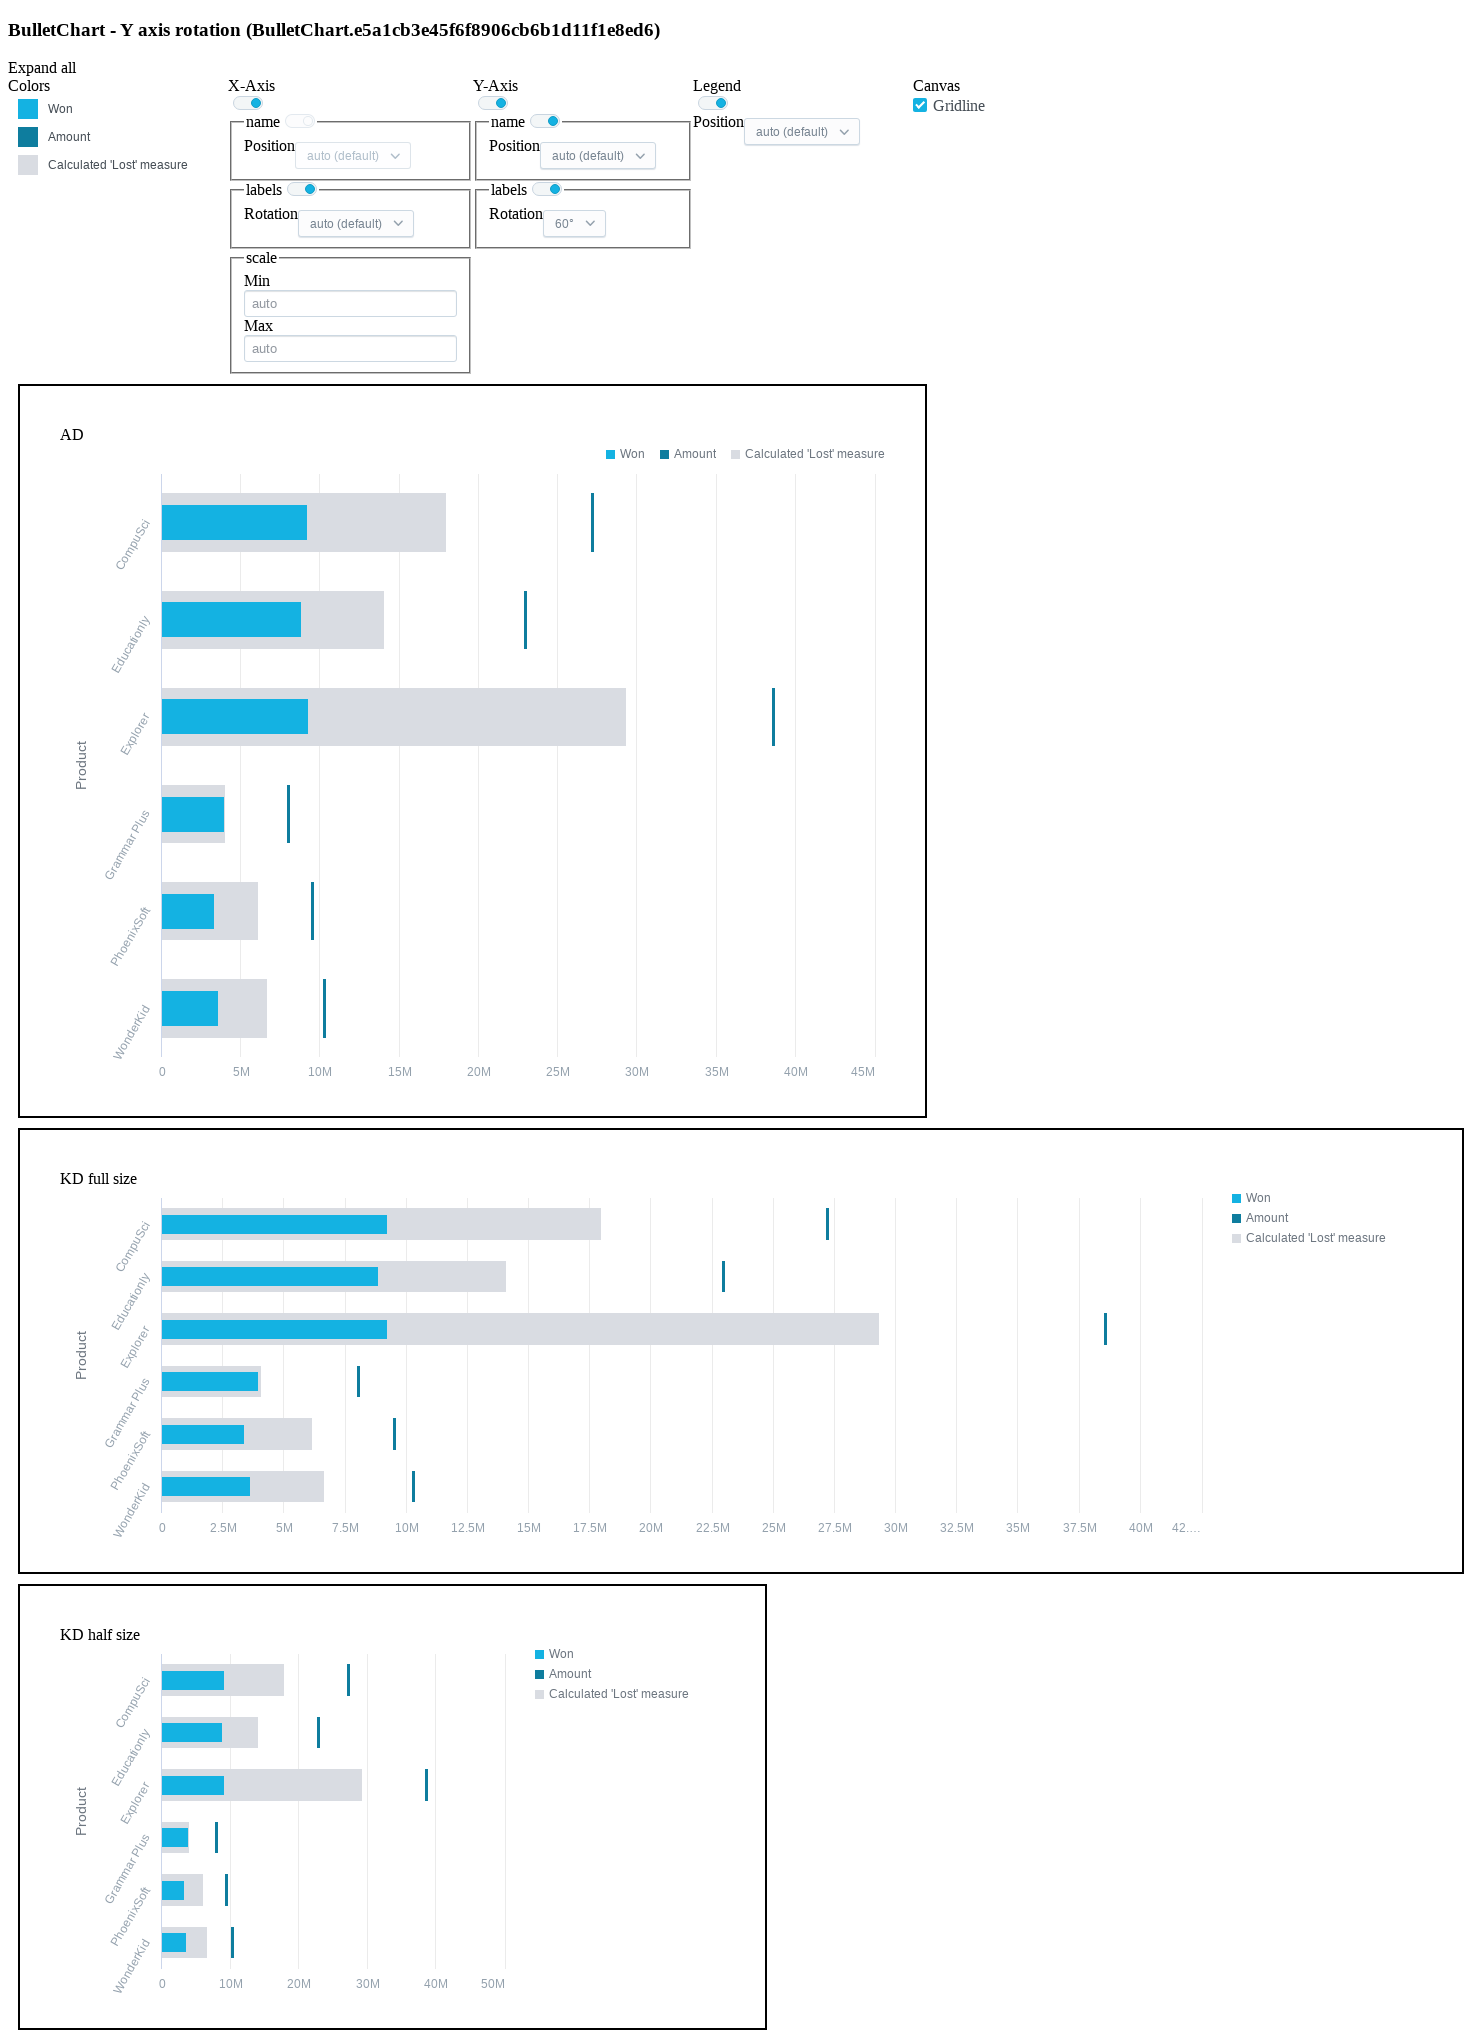 BulletChart - Y axis rotation (BulletChart.e5a1cb3e45f6f8906cb6b1d11f1e8ed6)
Expand all
Colors
Won
Amount
Calculated 'Lost' measure
X-Axis
name
Position auto (default)
labels
Rotation auto (default)
scale
Min
auto
Max
auto
Y-Axis
name
Position auto (default)
labels
Rotation 60°
Legend
Position auto (default)
Canvas
Gridline
AD
Won Amount Calculated 'Lost' measure
Product
CompuSci
Educationly
Explorer
Grammar Plus
PhoenixSoft
WonderKid
0 5M 10M 15M 20M 25M 30M 35M 40M 45M
KD full size
Won
Amount
Calculated 'Lost' measure
Product
CompuSci
Educationly
Explorer
Grammar Plus
PhoenixSoft
WonderKid
0 2.5M 5M 7.5M 10M 12.5M 15M 17.5M 20M 22.5M 25M 27.5M 30M 32.5M 35M 37.5M 40M 42.…
KD half size
Won
Amount
Calculated 'Lost' measure
Product
CompuSci
Educationly
Explorer
Grammar Plus
PhoenixSoft
WonderKid
0 10M 20M 30M 40M 50M